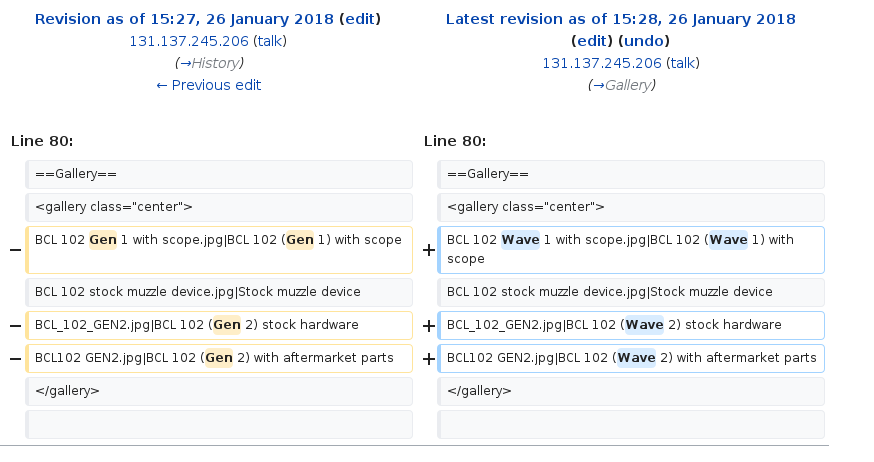 Revision as of 15:27, 26 January 2018 (edit)
131.137.245.206 (talk)
(→History)
← Previous edit
Latest revision as of 15:28, 26 January 2018
(edit) (undo)
131.137.245.206 (talk)
(→Gallery)
Line 80:
Line 80:
==Gallery==
==Gallery==
<gallery class="center">
<gallery class="center">
− BCL 102 Gen 1 with scope.jpg|BCL 102 (Gen 1) with scope
+ BCL 102 Wave 1 with scope.jpg|BCL 102 (Wave 1) with
scope
BCL 102 stock muzzle device.jpg|Stock muzzle device
BCL 102 stock muzzle device.jpg|Stock muzzle device
− BCL_102_GEN2.jpg|BCL 102 (Gen 2) stock hardware
+ BCL_102_GEN2.jpg|BCL 102 (Wave 2) stock hardware
− BCL102 GEN2.jpg|BCL 102 (Gen 2) with aftermarket parts
+ BCL102 GEN2.jpg|BCL 102 (Wave 2) with aftermarket parts
</gallery>
</gallery>